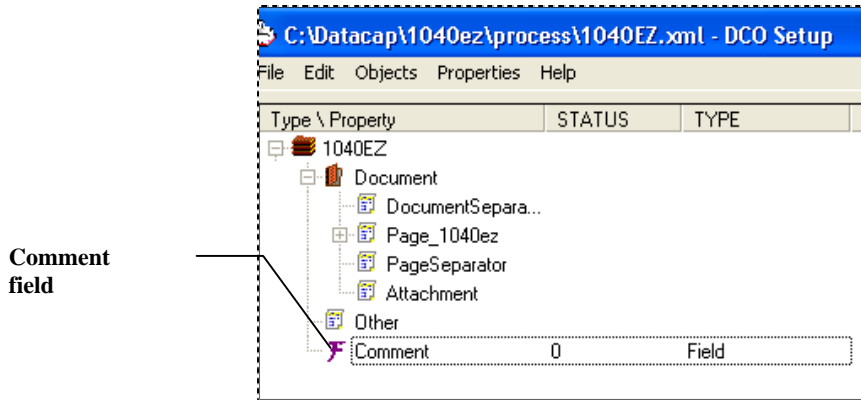 C:\Datacap\1040ez\process\1040EZ.xml - DCO Setup
File Edit Objects Properties Help
Type \ Property STATUS TYPE
1040EZ
Document
DocumentSepara...
Page_1040ez
PageSeparator
Attachment
Other
Comment 0 Field
Comment
field